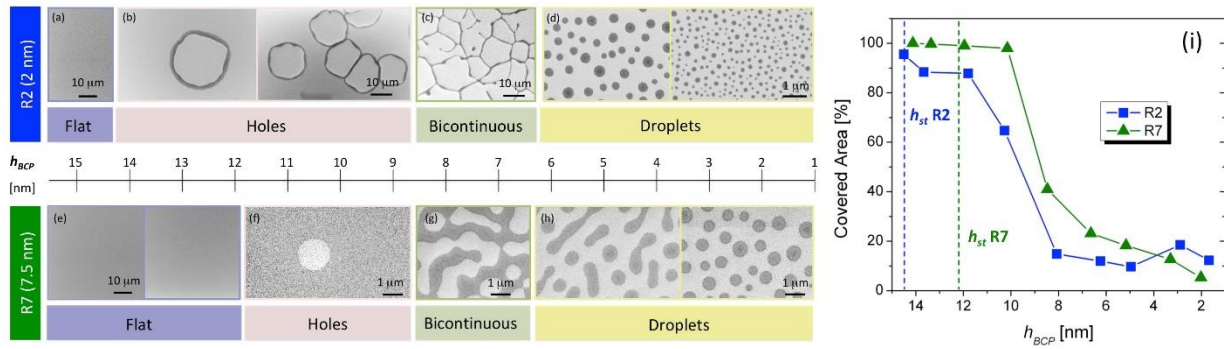 R2 (2 nm)
(a)
10 μm
(b)
10 μm
10 μm
(c)
10 μm
(d)
1 μm
Flat
Holes
Bicontinuous
Droplets
h_BCP
[nm]
15 14 13 12 11 10 9 8 7 6 5 4 3 2 1
R7 (7.5 nm)
(e)
10 μm
(f)
1 μm
(g)
1 μm
(h)
1 μm
Flat
Holes
Bicontinuous
Droplets
(i)
Covered Area [%]
100
80
60
40
20
0
h_st R2
h_st R7
R2
R7
14 12 10 8 6 4 2
h_BCP [nm]